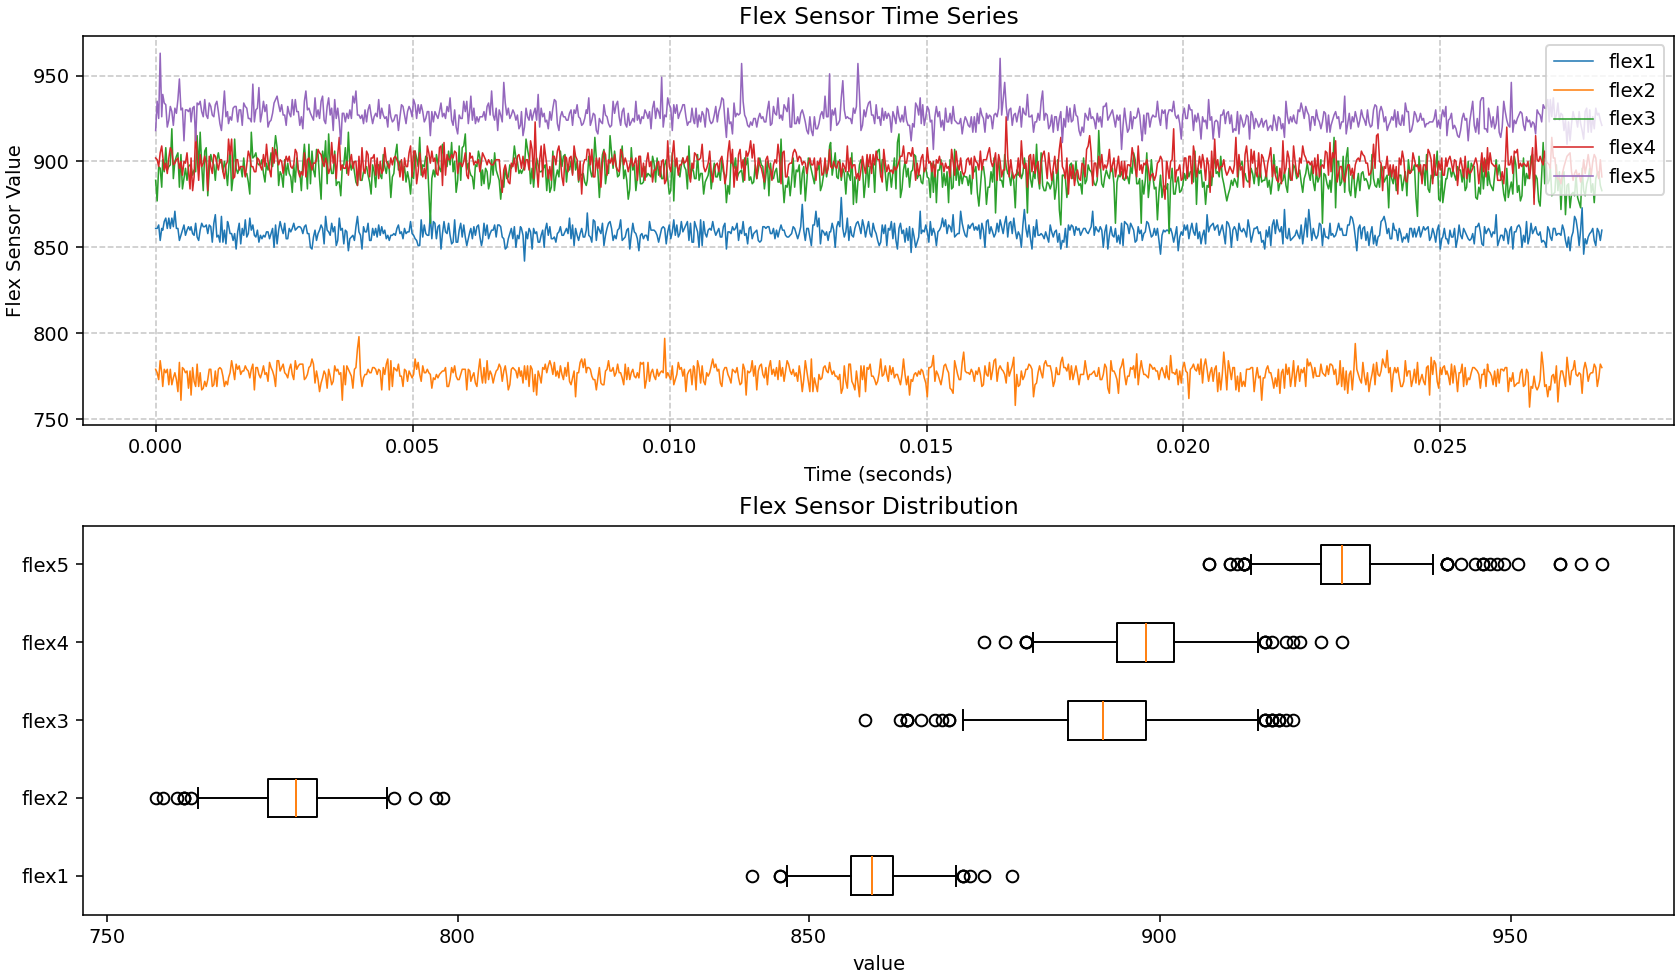 Flex Sensor Time Series
Flex Sensor Value
950
900
850
800
750
flex1
flex2
flex3
flex4
flex5
0.000 0.005 0.010 0.015 0.020 0.025
Time (seconds)
Flex Sensor Distribution
flex5
flex4
flex3
flex2
flex1
750 800 850 900 950
value